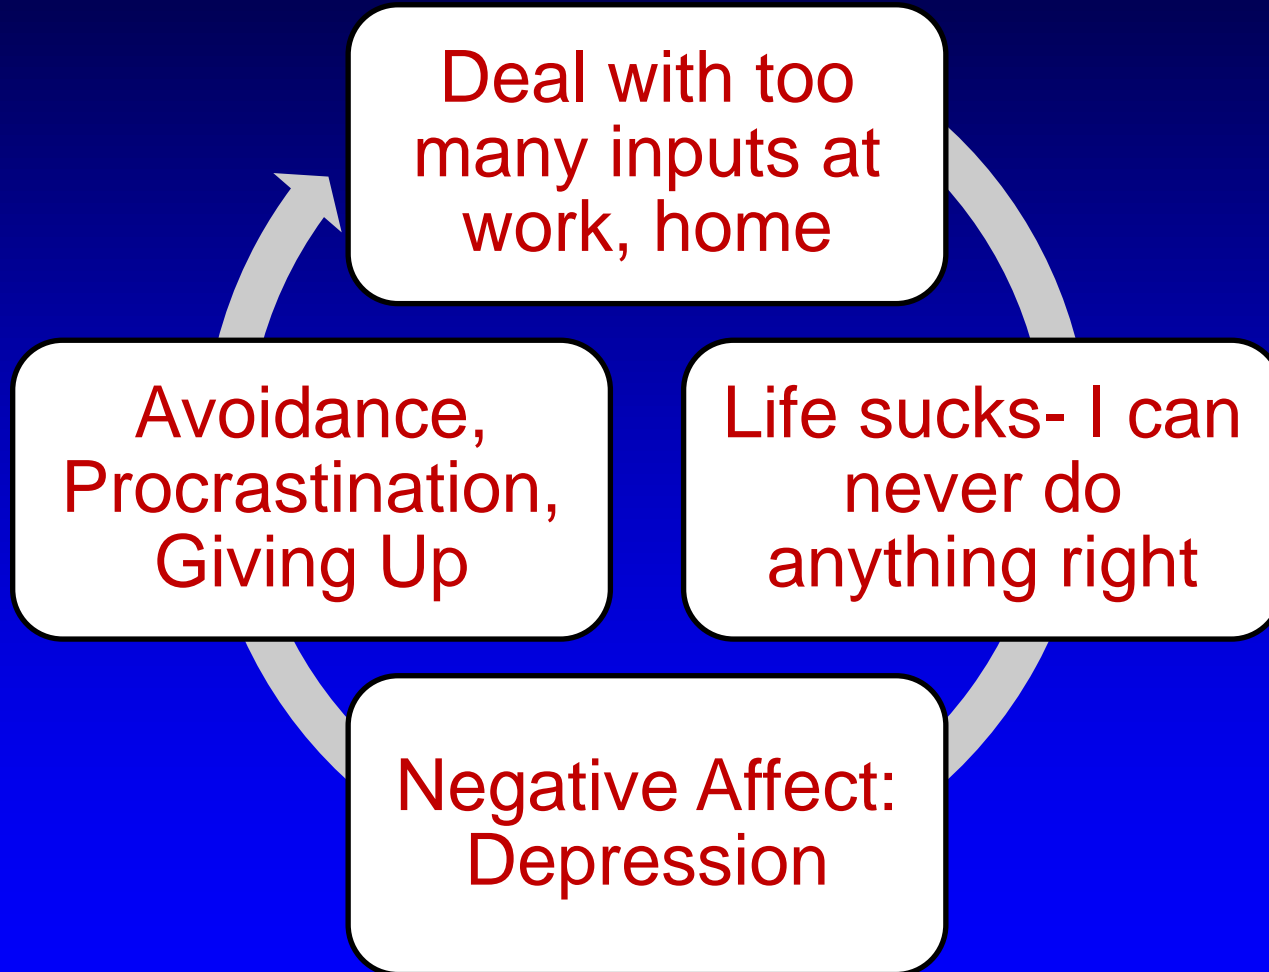 Deal with too
many inputs at
work, home
Life sucks- I can
never do
anything right
Negative Affect:
Depression
Avoidance,
Procrastination,
Giving Up